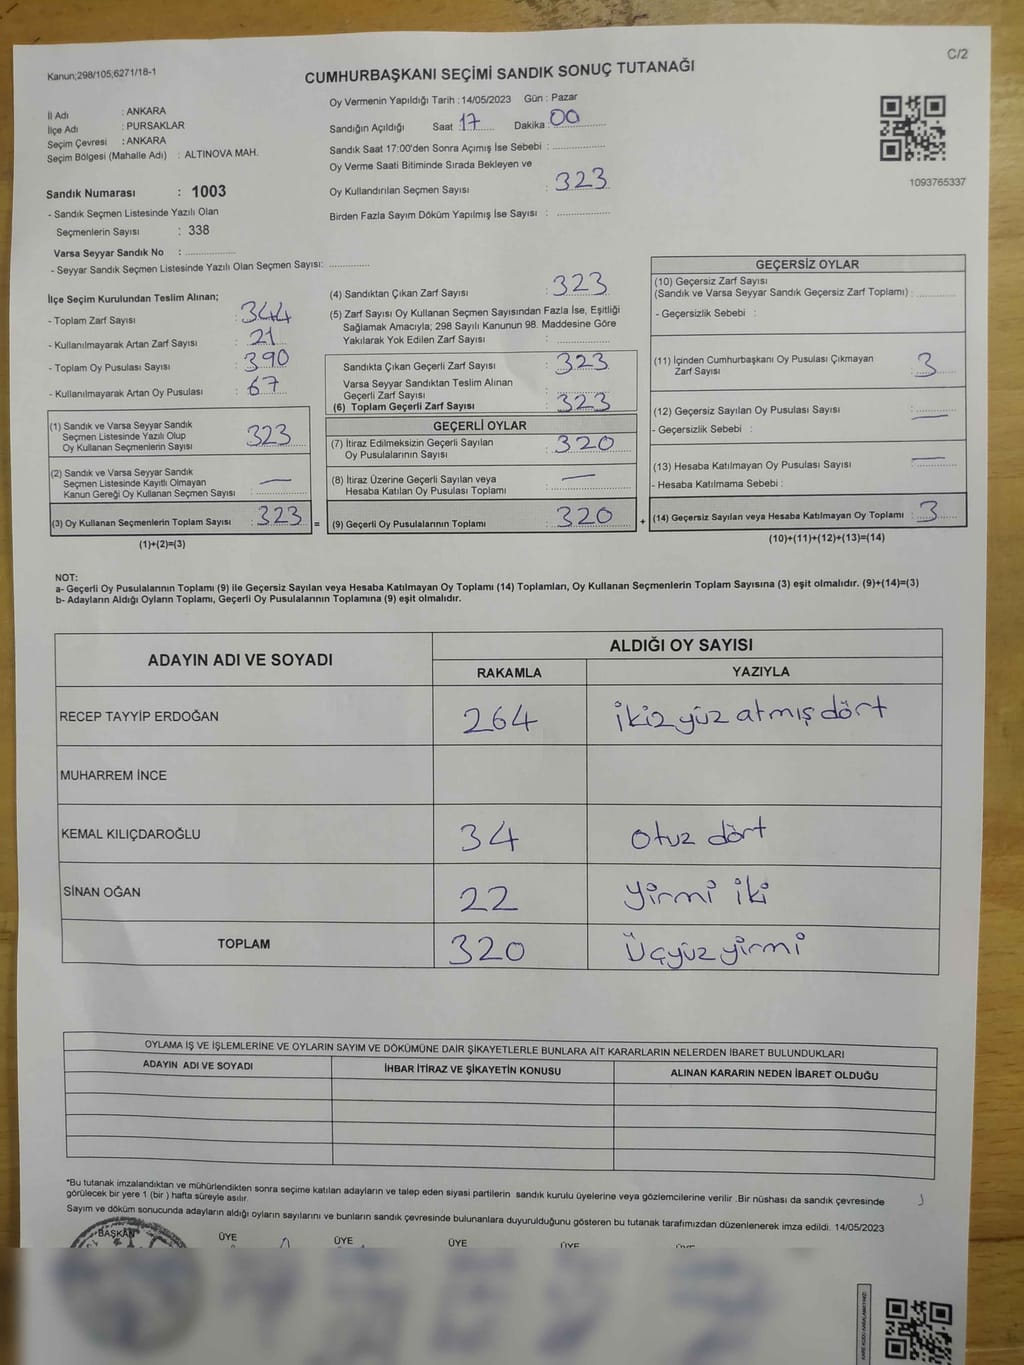 C/2
Kanun;298/105;6271/18-1
CUMHURBAŞKANI SEÇİMİ SANDIK SONUÇ TUTANAĞI
İl Adı : ANKARA
İlçe Adı : PURSAKLAR
Seçim Çevresi : ANKARA
Seçim Bölgesi (Mahalle Adı) : ALTINOVA MAH.
Sandık Numarası : 1003
- Sandık Seçmen Listesinde Yazılı Olan
Seçmenlerin Sayısı : 338
Varsa Seyyar Sandık No : ..............
- Seyyar Sandık Seçmen Listesinde Yazılı Olan Seçmen Sayısı: ............
Oy Vermenin Yapıldığı Tarih : 14/05/2023 Gün : Pazar
Sandığın Açıldığı Saat 17 Dakika 00
Sandık Saat 17:00'den Sonra Açımış İse Sebebi : ................
Oy Verme Saati Bitiminde Sırada Bekleyen ve
Oy Kullandırılan Seçmen Sayısı : 323
Birden Fazla Sayım Döküm Yapılmış İse Sayısı : ................
1093765337
İlçe Seçim Kurulundan Teslim Alınan;
- Toplam Zarf Sayısı : 344
- Kullanılmayarak Artan Zarf Sayısı : 21
- Toplam Oy Pusulası Sayısı : 390
- Kullanılmayarak Artan Oy Pusulası : 67
(1) Sandık ve Varsa Seyyar Sandık
Seçmen Listesinde Yazılı Olup
Oy Kullanan Seçmenlerin Sayısı : 323
(2) Sandık ve Varsa Seyyar Sandık
Seçmen Listesinde Kayıtlı Olmayan
Kanun Gereği Oy Kullanan Seçmen Sayısı : —
(3) Oy Kullanan Seçmenlerin Toplam Sayısı : 323 =
(1)+(2)=(3)
(4) Sandıktan Çıkan Zarf Sayısı : 323
(5) Zarf Sayısı Oy Kullanan Seçmen Sayısından Fazla İse, Eşitliği
Sağlamak Amacıyla; 298 Sayılı Kanunun 98. Maddesine Göre
Yakılarak Yok Edilen Zarf Sayısı : ................
Sandıkta Çıkan Geçerli Zarf Sayısı : 323
Varsa Seyyar Sandıktan Teslim Alınan
Geçerli Zarf Sayısı : ................
(6) Toplam Geçerli Zarf Sayısı : 323
GEÇERLİ OYLAR
(7) İtiraz Edilmeksizin Geçerli Sayılan
Oy Pusulalarının Sayısı : 320
(8) İtiraz Üzerine Geçerli Sayılan veya
Hesaba Katılan Oy Pusulası Toplamı : —
(9) Geçerli Oy Pusulalarının Toplamı : 320 +
GEÇERSİZ OYLAR
(10) Geçersiz Zarf Sayısı
(Sandık ve Varsa Seyyar Sandık Geçersiz Zarf Toplamı) : ............
- Geçersizlik Sebebi :
(11) İçinden Cumhurbaşkanı Oy Pusulası Çıkmayan
Zarf Sayısı : 3
(12) Geçersiz Sayılan Oy Pusulası Sayısı : —
- Geçersizlik Sebebi :
(13) Hesaba Katılmayan Oy Pusulası Sayısı : —
- Hesaba Katılmama Sebebi :
(14) Geçersiz Sayılan veya Hesaba Katılmayan Oy Toplamı : 3
(10)+(11)+(12)+(13)=(14)
NOT:
a- Geçerli Oy Pusulalarının Toplamı (9) ile Geçersiz Sayılan veya Hesaba Katılmayan Oy Toplamı (14) Toplamları, Oy Kullanan Seçmenlerin Toplam Sayısına (3) eşit olmalıdır. (9)+(14)=(3)
b- Adayların Aldığı Oyların Toplamı, Geçerli Oy Pusulalarının Toplamına (9) eşit olmalıdır.
ADAYIN ADI VE SOYADI ALDIĞI OY SAYISI
RAKAMLA YAZIYLA
RECEP TAYYİP ERDOĞAN 264 ikiz yüz atmış dört
MUHARREM İNCE
KEMAL KILIÇDAROĞLU 34 otuz dört
SİNAN OĞAN 22 yirmi iki
TOPLAM 320 Üçyüz yirmi
OYLAMA İŞ VE İŞLEMLERİNE VE OYLARIN SAYIM VE DÖKÜMÜNE DAİR ŞİKAYETLERLE BUNLARA AİT KARARLARIN NELERDEN İBARET BULUNDUKLARI
ADAYIN ADI VE SOYADI İHBAR İTİRAZ VE ŞİKAYETİN KONUSU ALINAN KARARIN NEDEN İBARET OLDUĞU
*Bu tutanak imzalandıktan ve mühürlendikten sonra seçime katılan adayların ve talep eden siyasi partilerin sandık kurulu üyelerine veya gözlemcilerine verilir .Bir nüshası da sandık çevresinde
görülecek bir yere 1 (bir ) hafta süreyle asılır.
Sayım ve döküm sonucunda adayların aldığı oyların sayılarını ve bunların sandık çevresinde bulunanlara duyurulduğunu gösteren bu tutanak tarafımızdan düzenlenerek imza edildi. 14/05/2023
BAŞKAN ÜYE ÜYE ÜYE ÜYE ÜYE